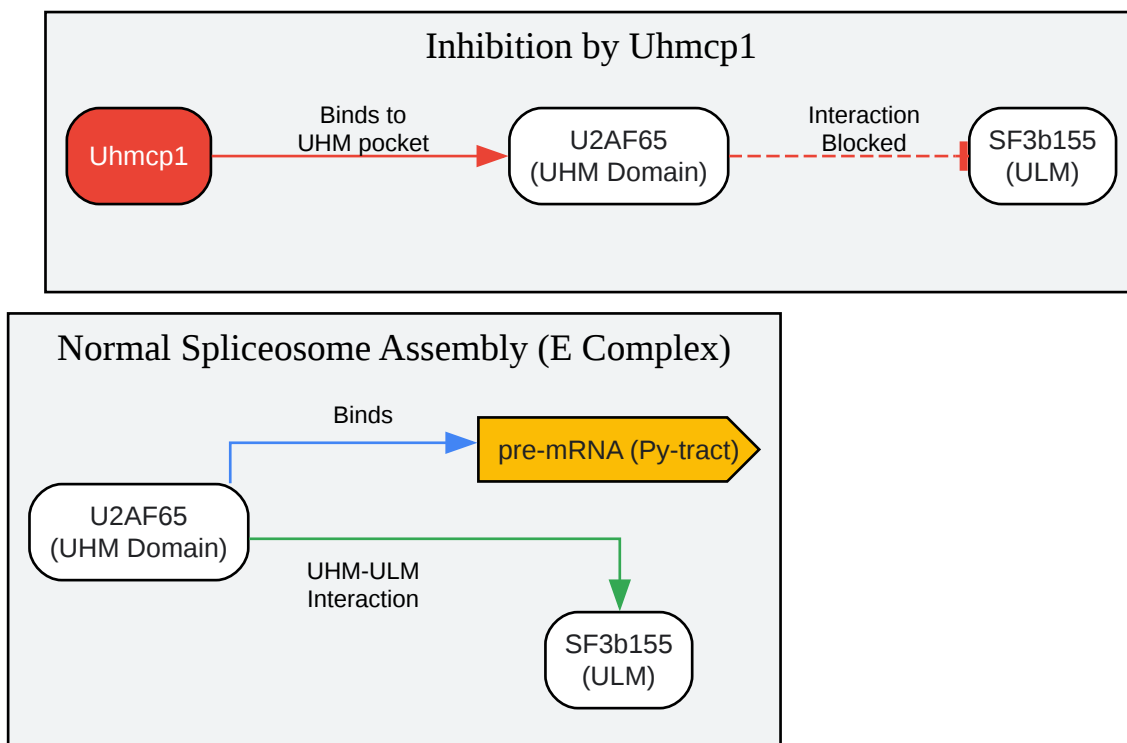 Inhibition by Uhmcp1
Uhmcp1
Binds to
UHM pocket
U2AF65
(UHM Domain)
Interaction
Blocked
SF3b155
(ULM)
Normal Spliceosome Assembly (E Complex)
Binds
pre-mRNA (Py-tract)
U2AF65
(UHM Domain)
UHM-ULM
Interaction
SF3b155
(ULM)